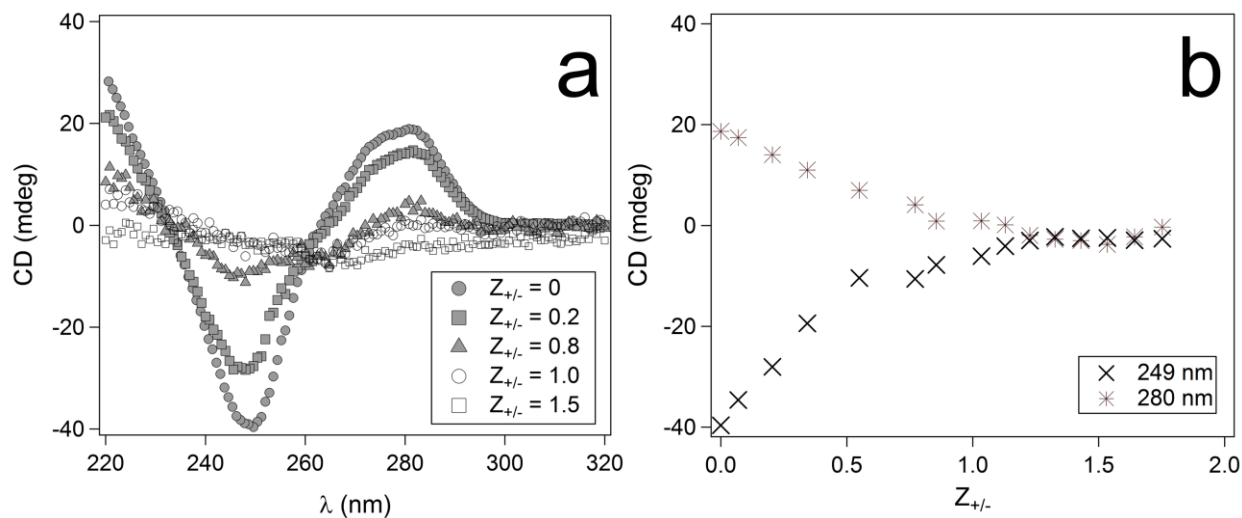 40
20
0
-20
-40
CD (mdeg)
a
Z+/- = 0
Z+/- = 0.2
Z+/- = 0.8
Z+/- = 1.0
Z+/- = 1.5
220 240 260 280 300 320
λ (nm)
40
20
0
-20
-40
CD (mdeg)
b
249 nm
280 nm
0.0 0.5 1.0 1.5 2.0
Z+/-